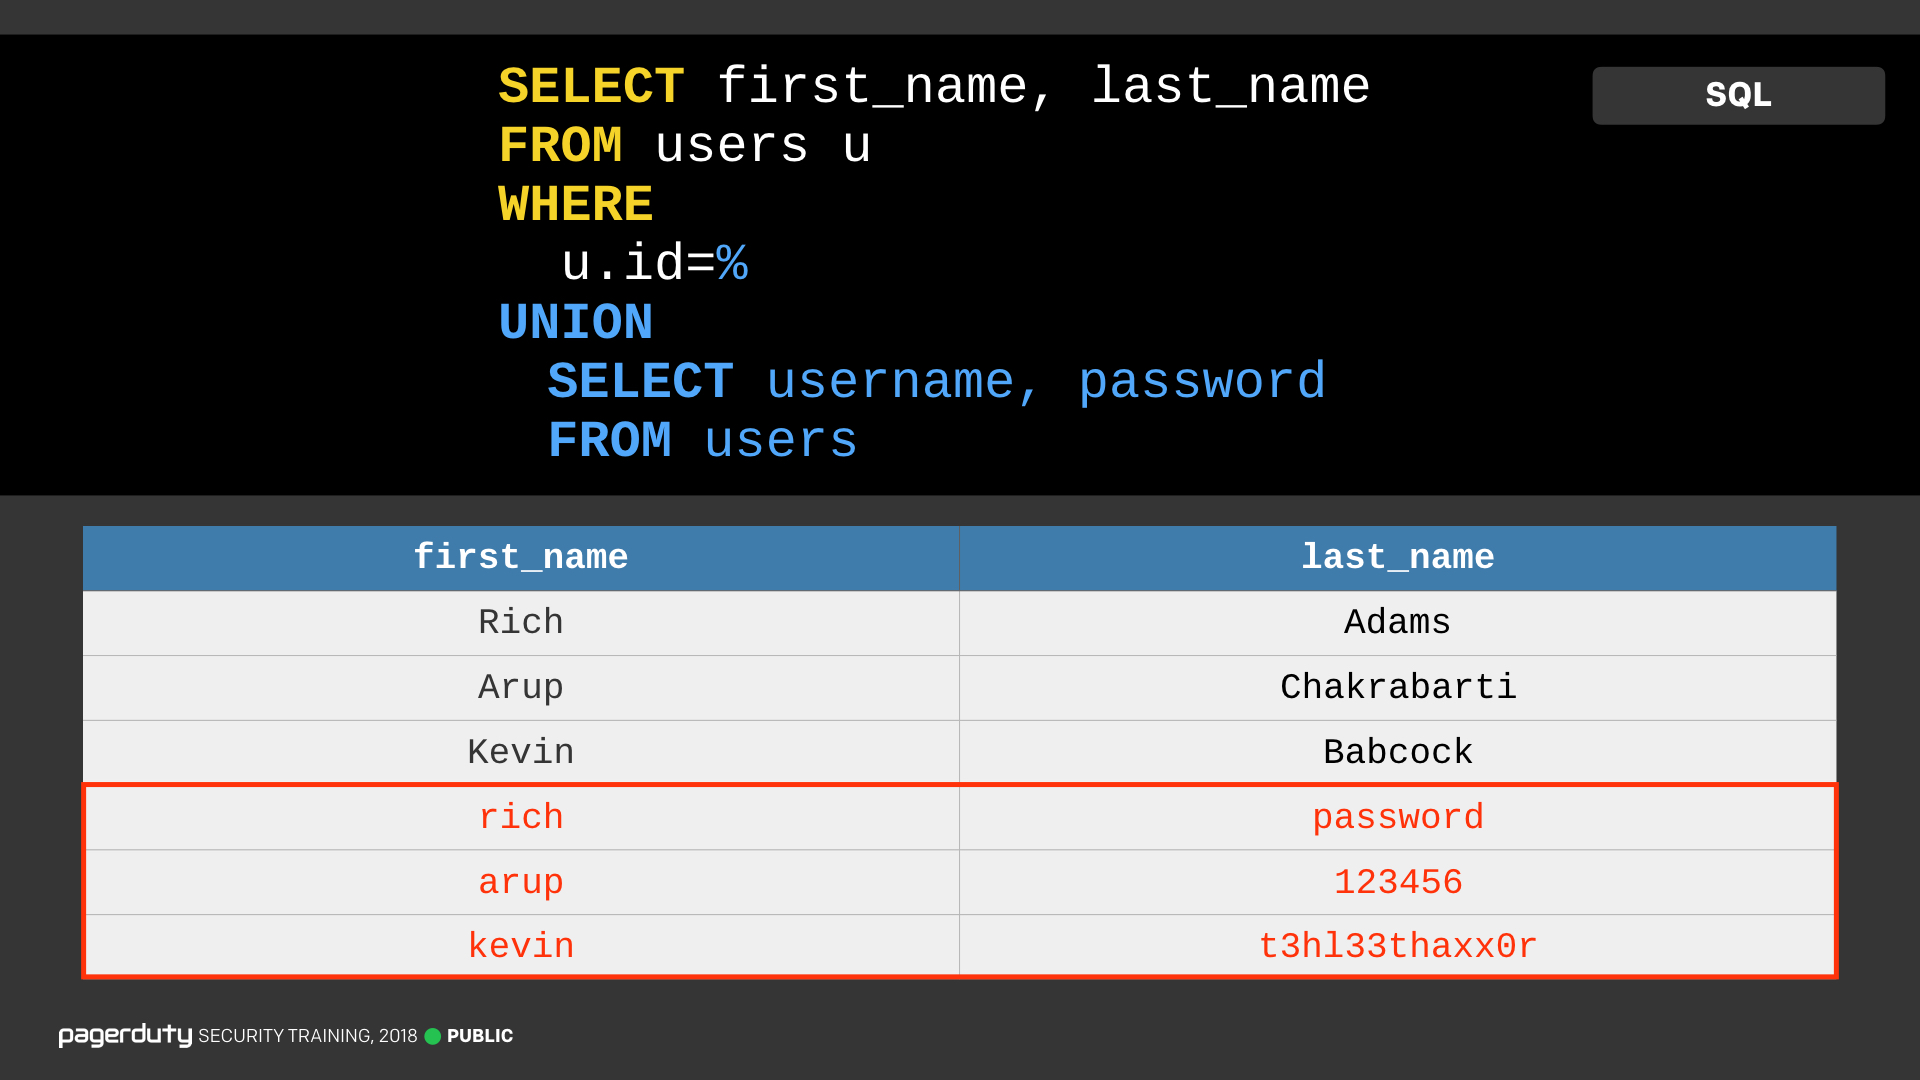 SELECT first_name, last_name
SQL
FROM users u
WHERE
u.id=%
UNION
SELECT username, password
FROM users
first_name last_name
Rich Adams
Arup Chakrabarti
Kevin Babcock
rich password
arup 123456
kevin t3hl33thaxx0r
pagerduty SECURITY TRAINING, 2018 PUBLIC